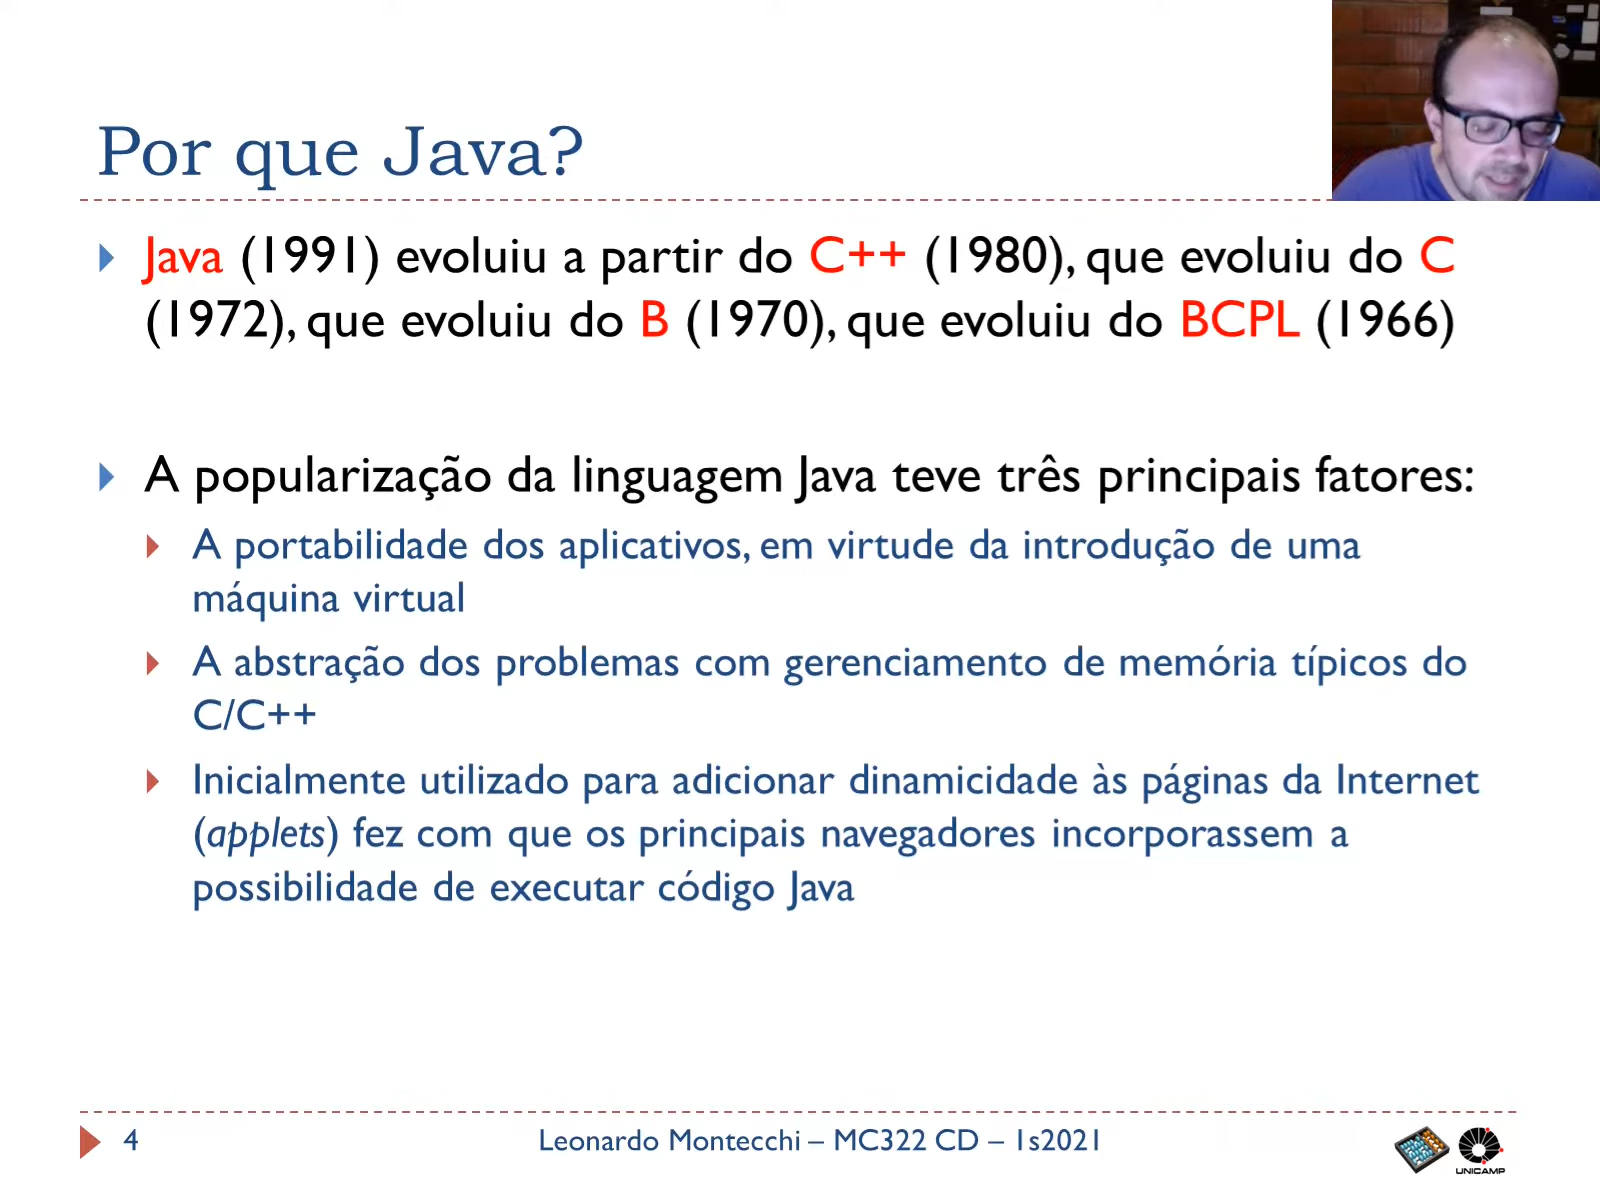 Por que Java?
Java (1991) evoluiu a partir do C++ (1980), que evoluiu do C
(1972), que evoluiu do B (1970), que evoluiu do BCPL (1966)
A popularização da linguagem Java teve três principais fatores:
A portabilidade dos aplicativos, em virtude da introdução de uma
máquina virtual
A abstração dos problemas com gerenciamento de memória típicos do
C/C++
Inicialmente utilizado para adicionar dinamicidade às páginas da Internet
(applets) fez com que os principais navegadores incorporassem a
possibilidade de executar código Java
4
Leonardo Montecchi – MC322 CD – 1s2021
UNICAMP